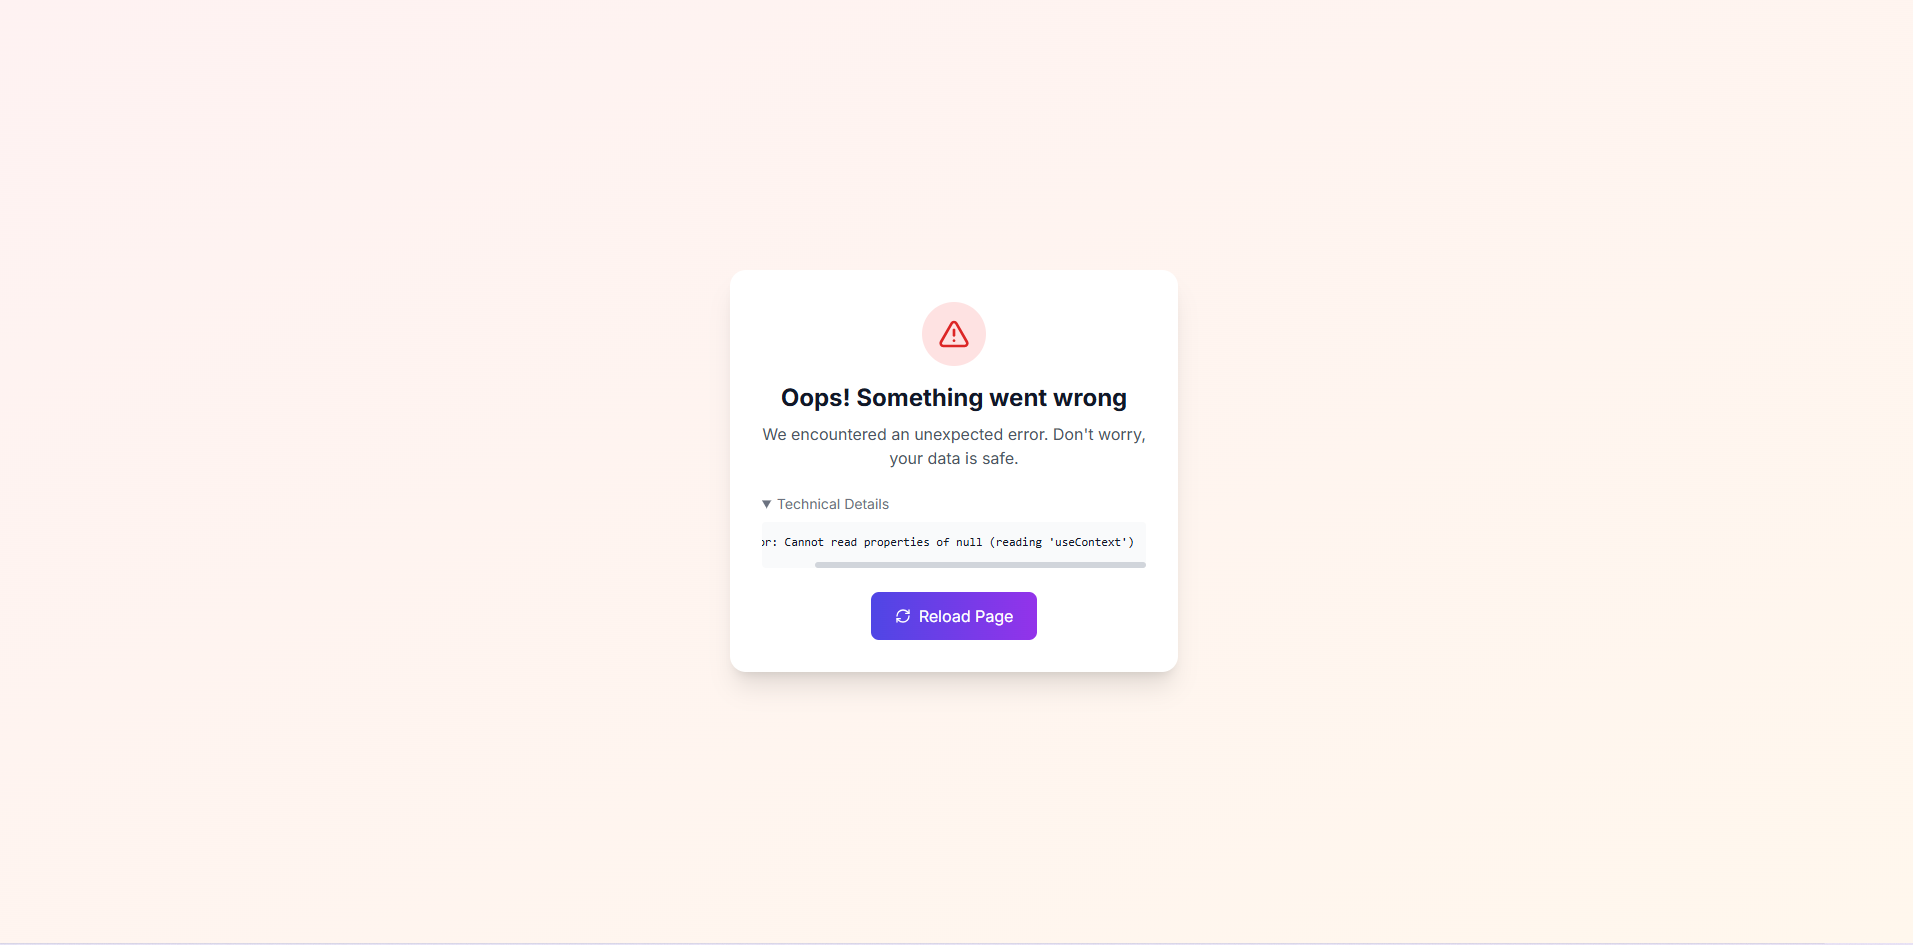 Oops! Something went wrong
We encountered an unexpected error. Don't worry,
your data is safe.
Technical Details
or: Cannot read properties of null (reading 'useContext')
Reload Page